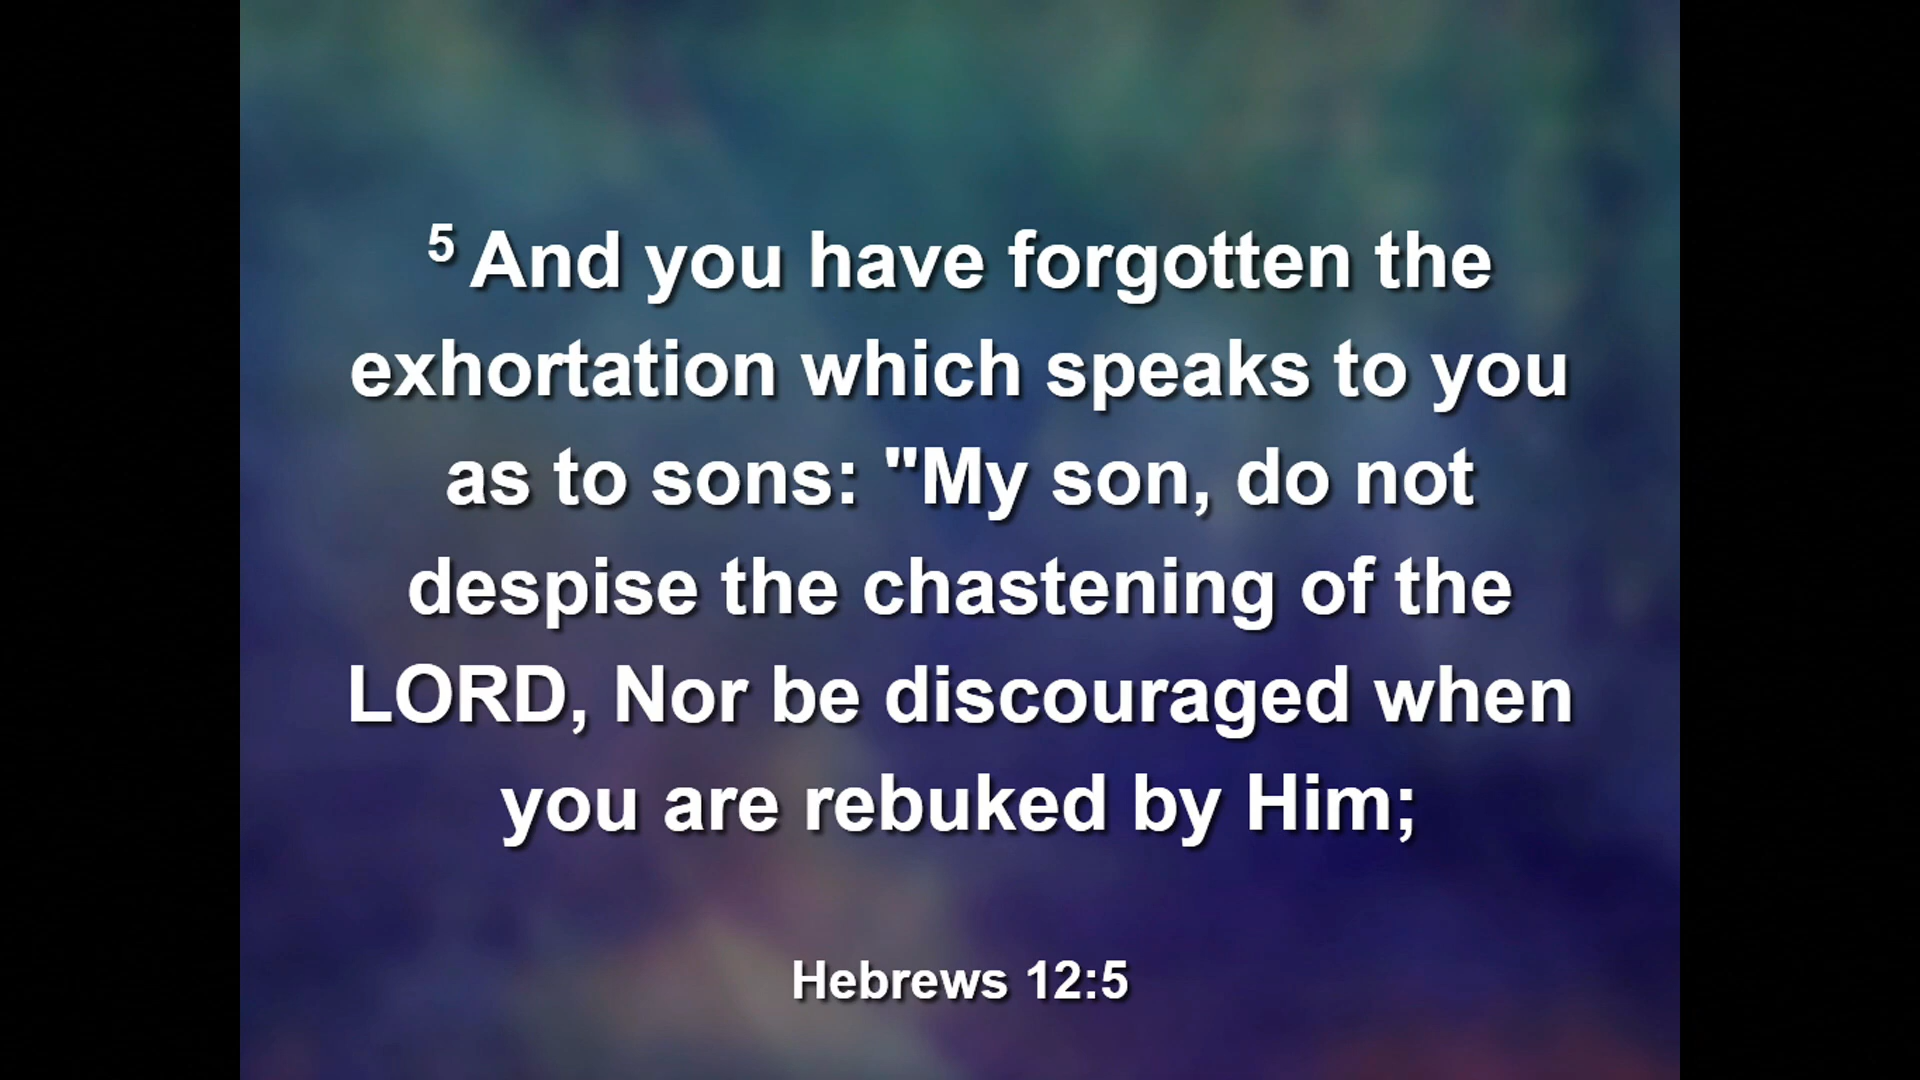 5 And you have forgotten the
exhortation which speaks to you
as to sons: "My son, do not
despise the chastening of the
LORD, Nor be discouraged when
you are rebuked by Him;
Hebrews 12:5